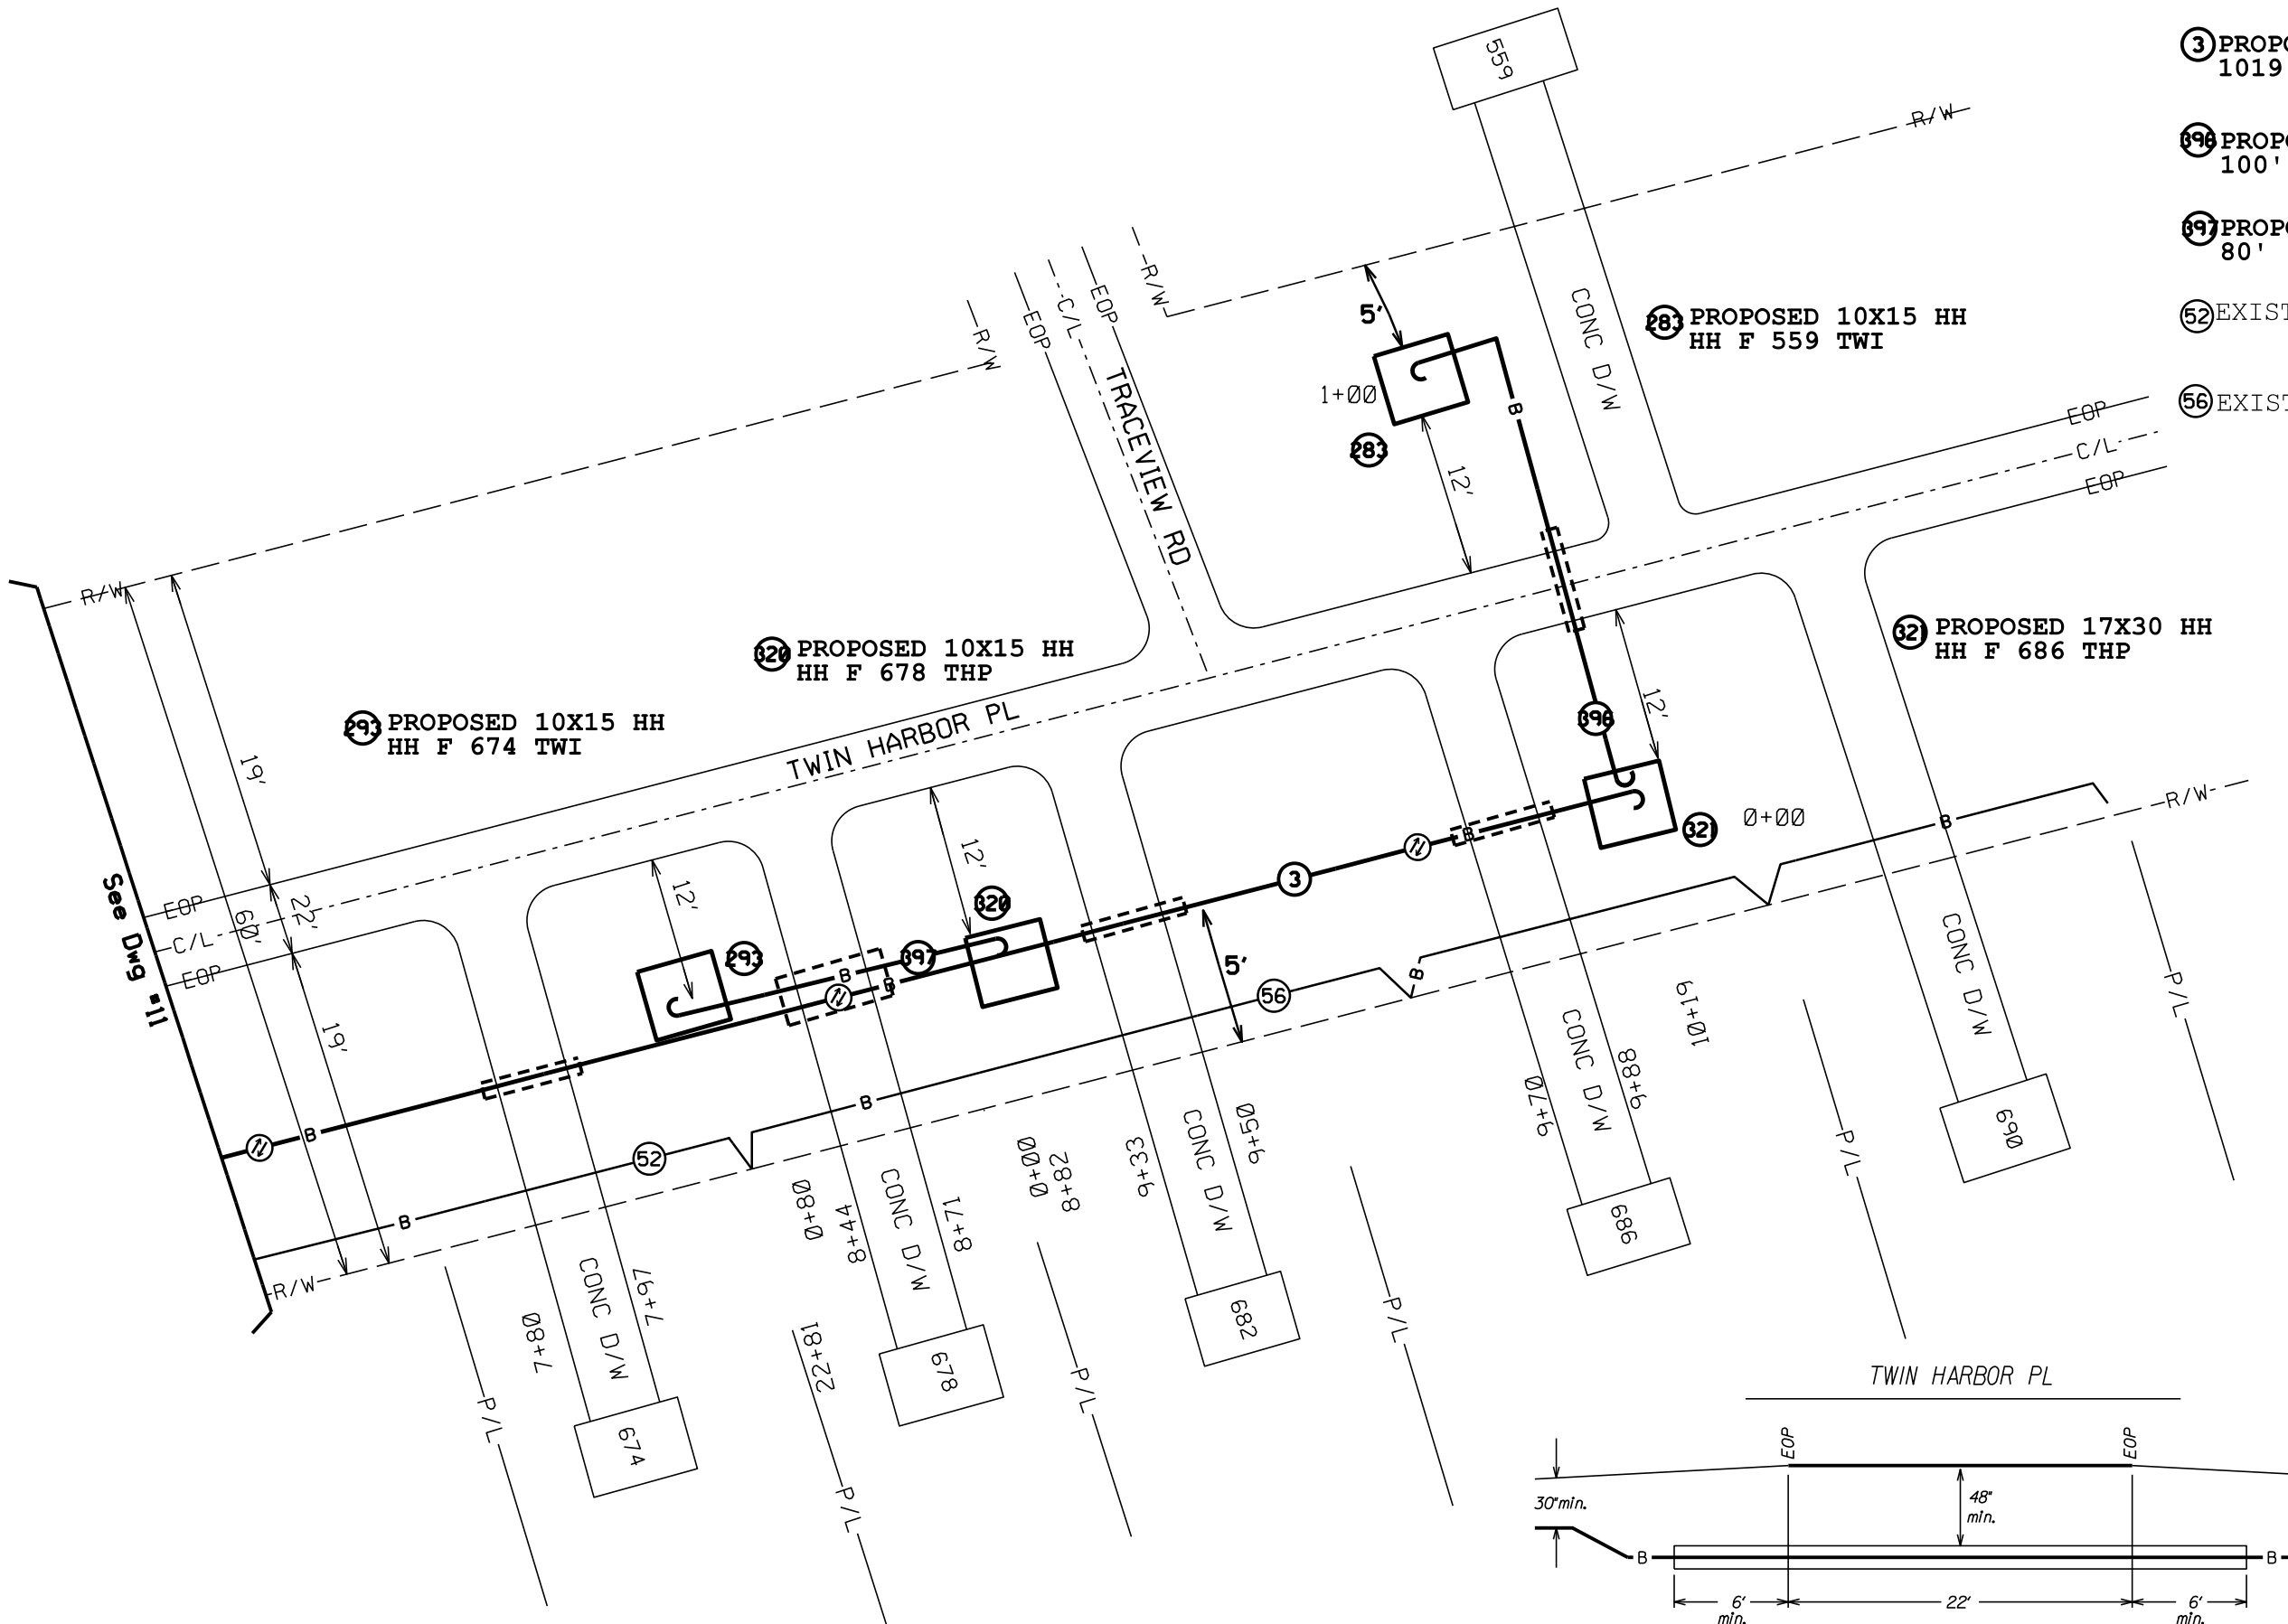 559
R/W
3 PROPO
1019
398 PROPO
100'
397 PROPO
80'
52 EXIST
56 EXIST
R/W
R/W
EOP
C/L
EOP
TRACEVIEW RD
5'
1+00
283
12'
B
CONC D/W
283 PROPOSED 10X15 HH
HH F 559 TWI
EOP
C/L
EOP
R/W
320 PROPOSED 10X15 HH
HH F 678 THP
293 PROPOSED 10X15 HH
HH F 674 TWI
321 PROPOSED 17X30 HH
HH F 686 THP
TWIN HARBOR PL
19'
398
12'
321
0+00
B
R/W
See Dwg "11
EOP
C/L
EOP
60'
22'
19'
12'
293
12'
320
397
B
B
3
B
5'
56
B
B
52
B
B
R/W
7+80
CONC D/W
7+97
674
P/L
22+81
P/L
0+80
8+44
CONC D/W
8+71
678
0+00
8+82
P/L
9+33
CONC D/W
9+50
682
P/L
9+70
CONC D/W
9+88
686
10+19
P/L
CONC D/W
690
P/L
TWIN HARBOR PL
EOP
EOP
30"min.
48"
min.
B
B
6'
min.
22'
6'
min.